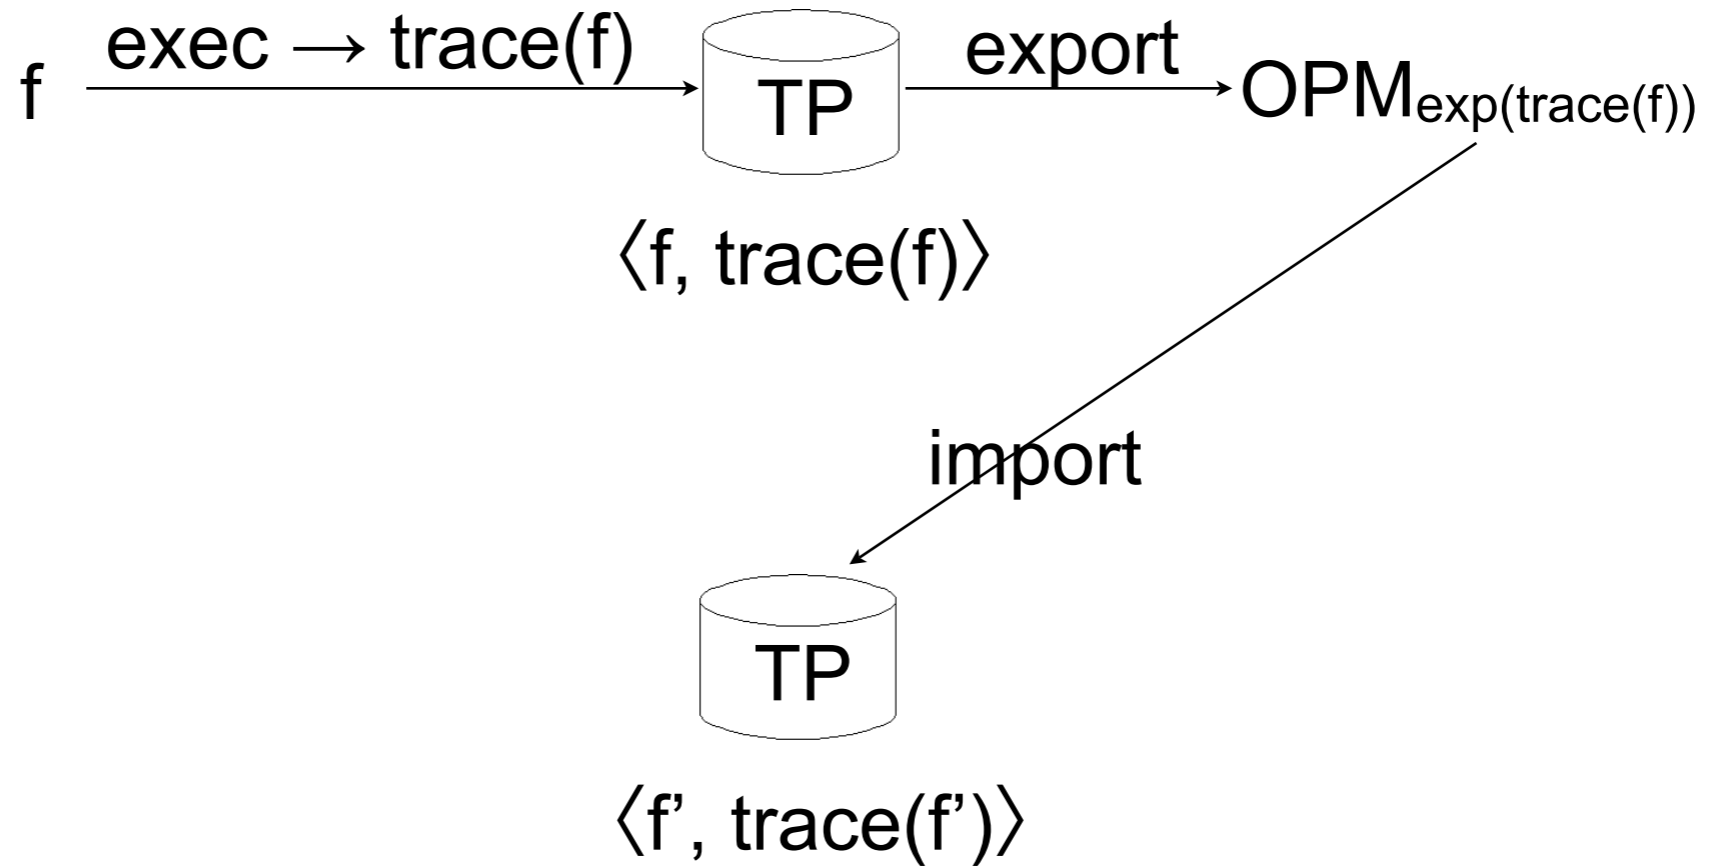 f
exec → trace(f)
TP
export
OPMexp(trace(f))
⟨f, trace(f)⟩
import
TP
⟨f’, trace(f’)⟩